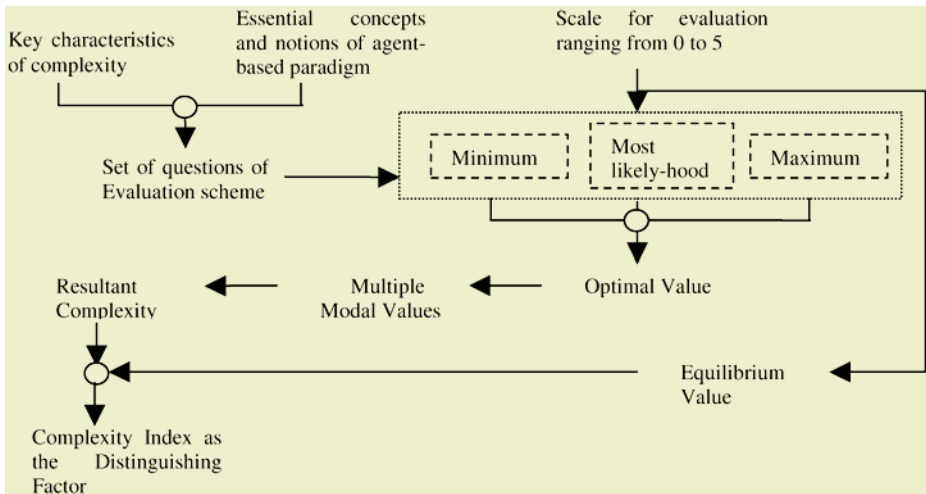 Key characteristics
of complexity
Essential concepts
and notions of agent-
based paradigm
Scale for evaluation
ranging from 0 to 5
Set of questions of
Evaluation scheme
Minimum
Most
likely-hood
Maximum
Resultant
Complexity
Multiple
Modal Values
Optimal Value
Equilibrium
Value
Complexity Index as
the Distinguishing
Factor